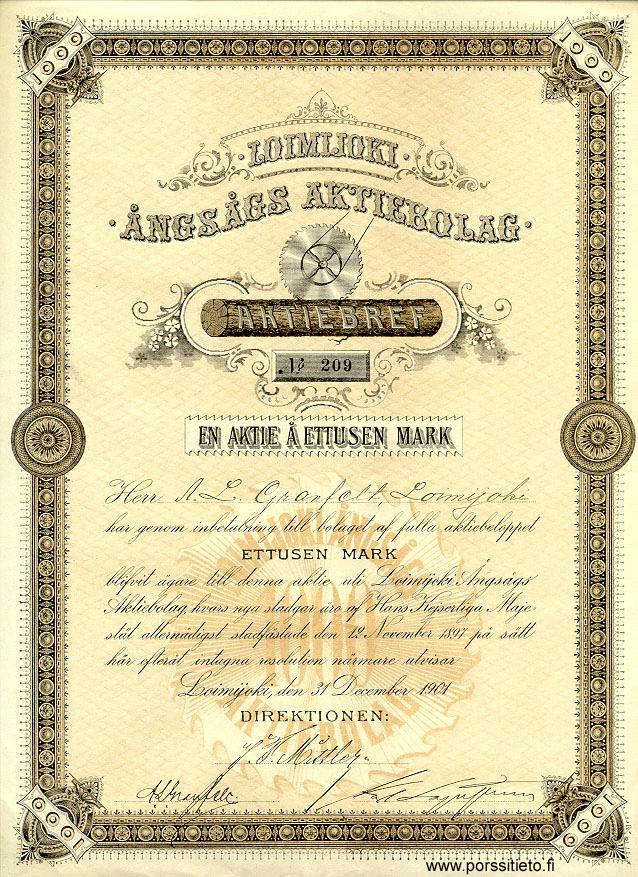 1000 1000
LOIMIJOKI
ÅNGSÅGS AKTIEBOLAG
AKTIEBREF
№ 209
EN AKTIE Å ETTUSEN MARK
Herr A. L. Granfelt, Loimijoki
har genom inbetalning till bolaget af fulla aktiebeloppet
ETTUSEN MARK
blifvit ägare till denna aktie uti Loimijoki Ångsågs
Aktiebolag, hvars nya stadgar äro af Hans Kejserliga Maje
stät allernådigst stadfästade den 12 November 1897 på sätt
här efteråt intagna resolution närmare utvisar
Loimijoki, den 31 December 1901
DIREKTIONEN:
A L Granfelt
1000 1000
www.porssitieto.fi